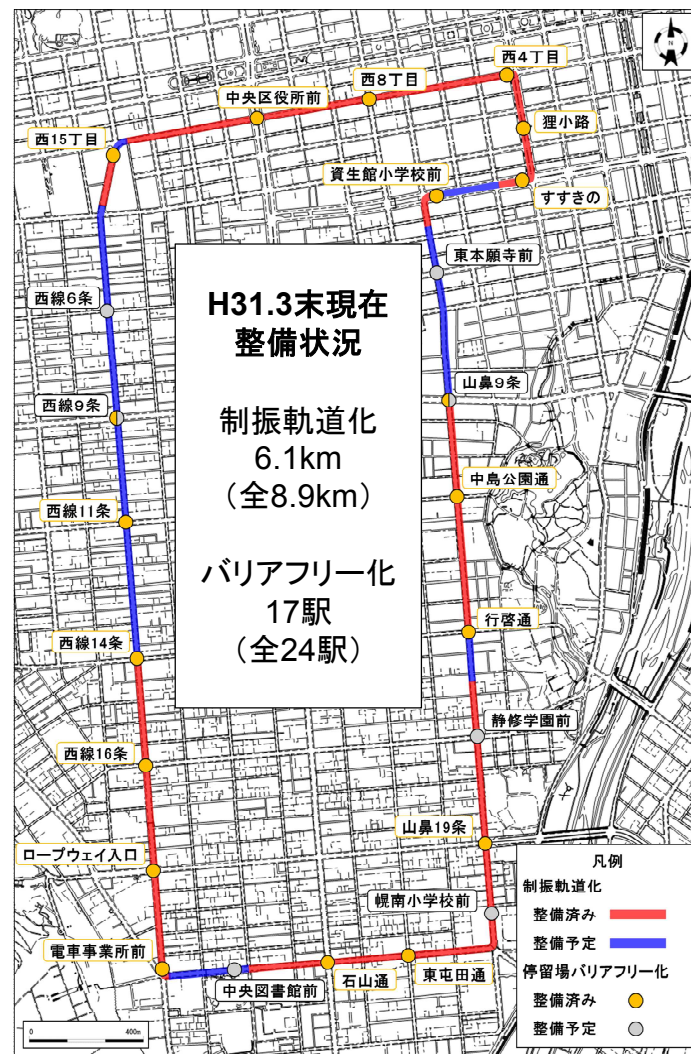 西4丁目
西8丁目
中央区役所前
狸小路
西15丁目
資生館小学校前
すすきの
東本願寺前
H31.3末現在
整備状況
西線6条
制振軌道化
6.1km
（全8.9km）
山鼻9条
西線9条
中島公園通
西線11条
バリアフリー化
17駅
（全24駅）
行啓通
西線14条
静修学園前
西線16条
山鼻19条
ロープウェイ入口
幌南小学校前
電車事業所前
中央図書館前
石山通
東屯田通
凡例
制振軌道化
整備済み
整備予定
停留場バリアフリー化
整備済み
整備予定
0 400m